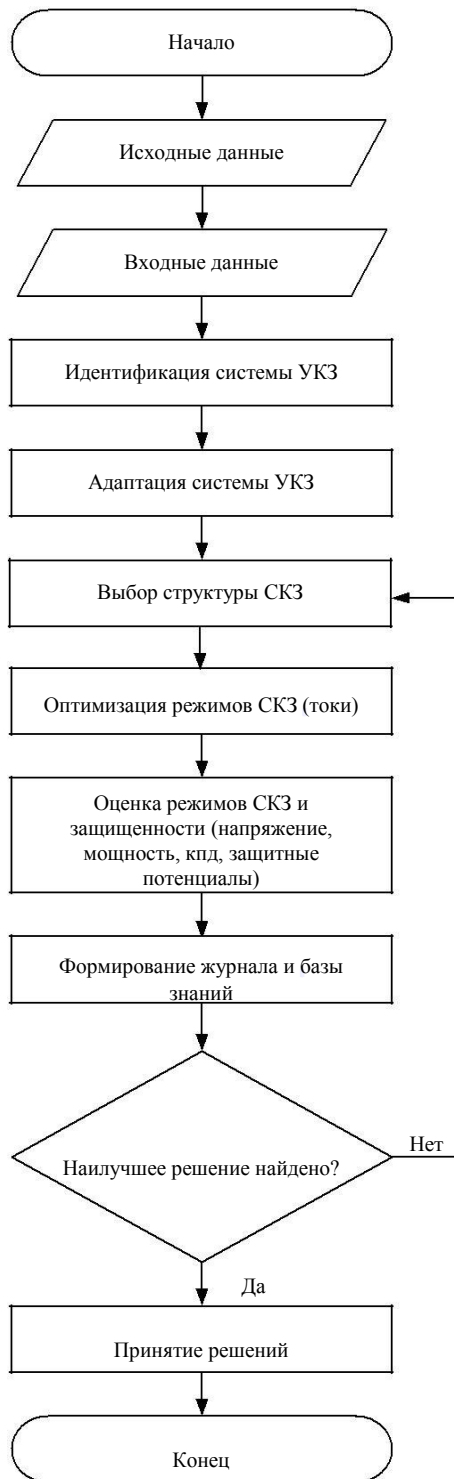 Начало
Исходные данные
Входные данные
Идентификация системы УКЗ
Адаптация системы УКЗ
Выбор структуры СКЗ
Оптимизация режимов СКЗ (токи)
Оценка режимов СКЗ и
защищенности (напряжение,
мощность, кпд, защитные
потенциалы)
Формирование журнала и базы
знаний
Нет
Наилучшее решение найдено?
Да
Принятие решений
Конец